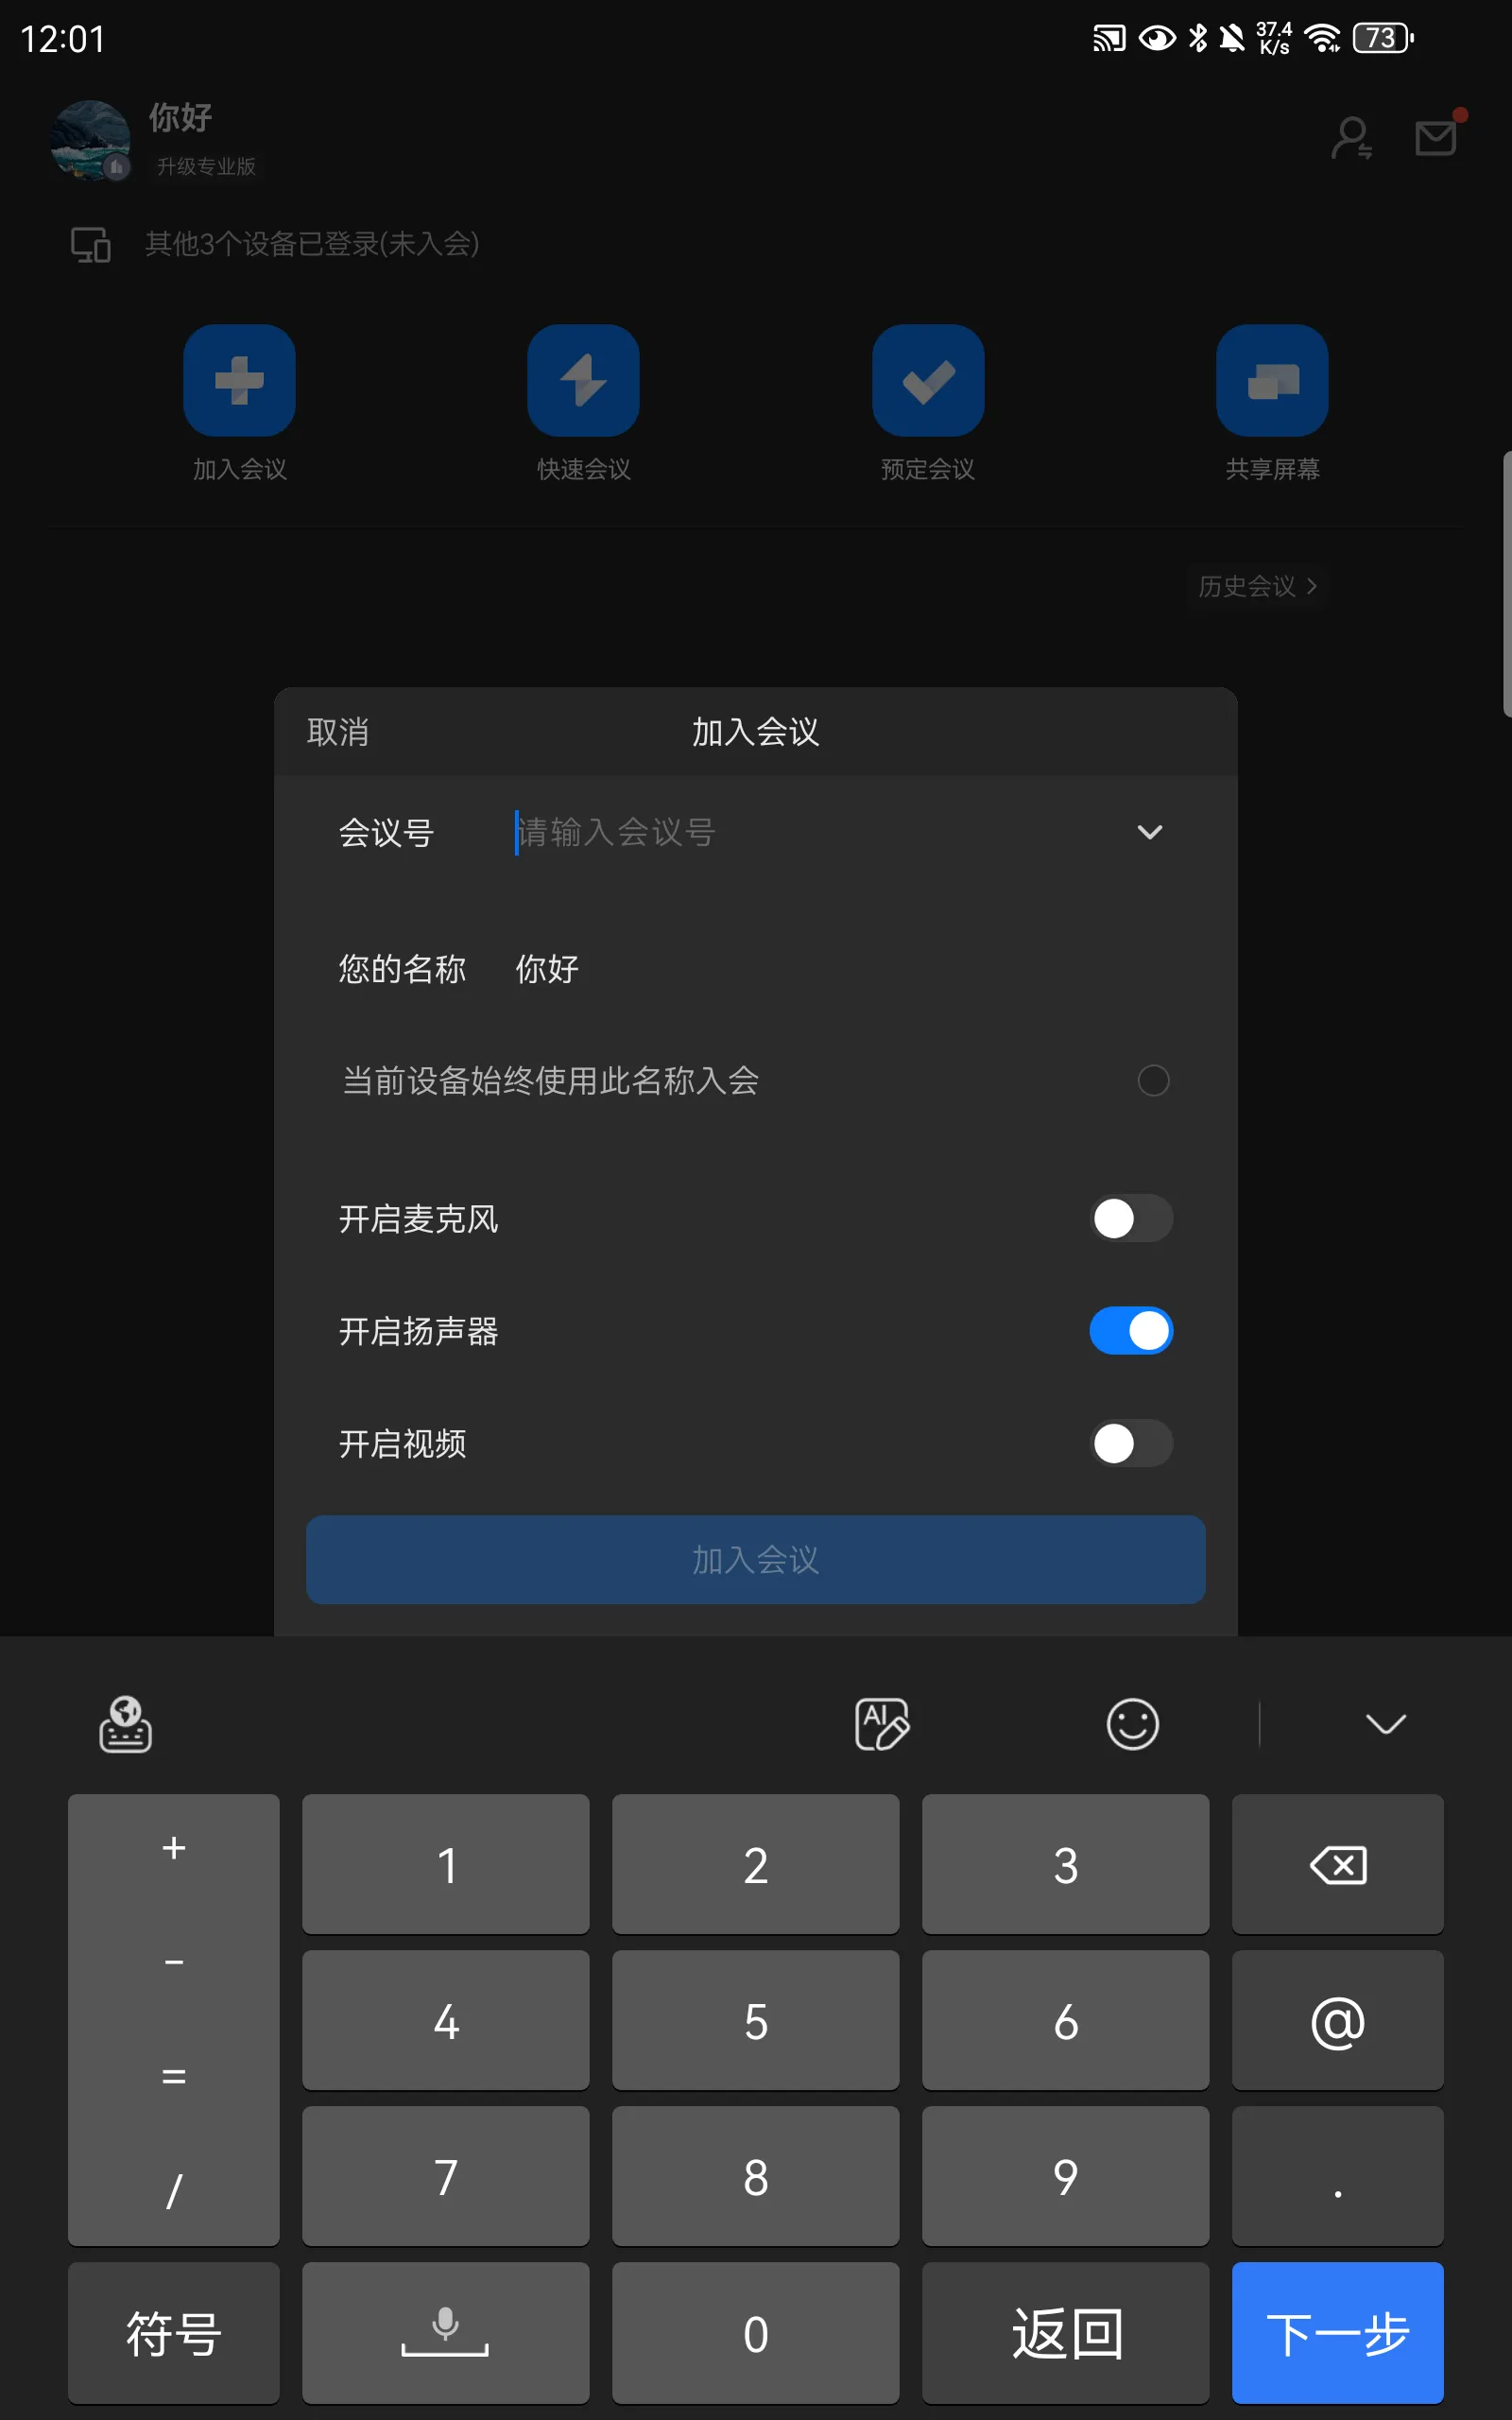 12:01
37.4
K/s
73
你好
升级专业版
其他3个设备已登录(未入会)
加入会议
快速会议
预定会议
共享屏幕
历史会议
取消
加入会议
会议号
请输入会议号
您的名称
你好
当前设备始终使用此名称入会
开启麦克风
开启扬声器
开启视频
加入会议
AI
+
1
2
3
-
4
5
6
@
=
7
8
9
.
/
符号
0
返回
下一步